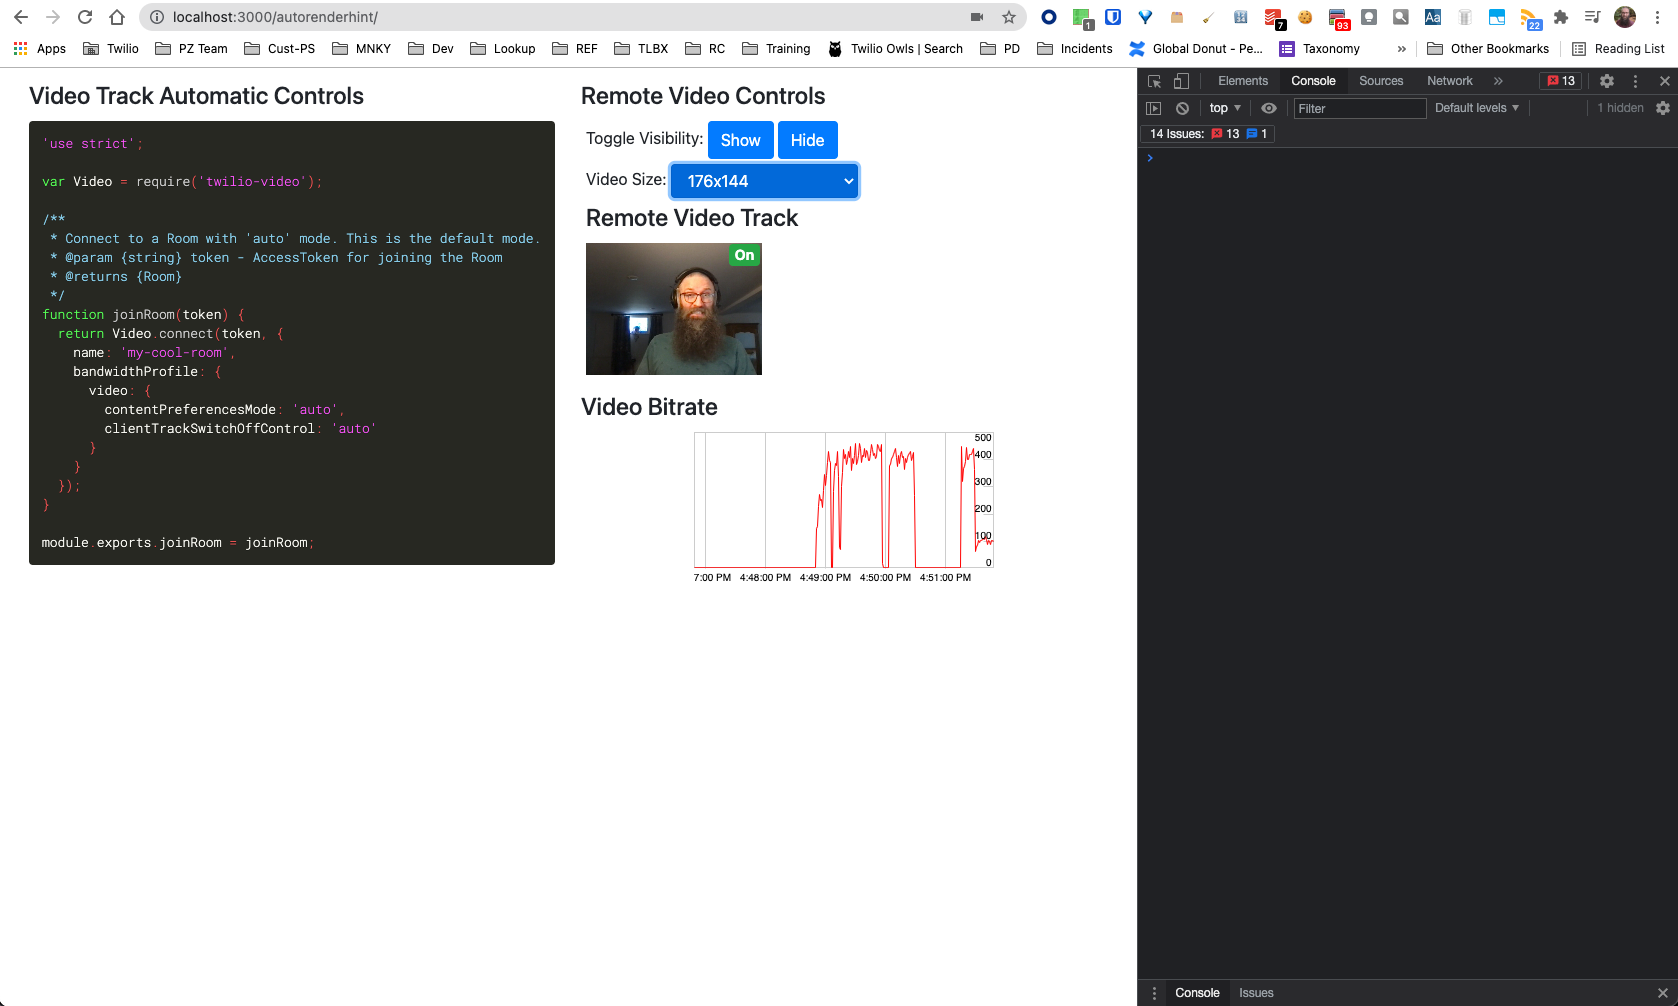 localhost:3000/autorenderhint/
1
12
34
7
93
Aa
22
Apps
Twilio
PZ Team
Cust-PS
MNKY
Dev
Lookup
REF
TLBX
RC
Training
Twilio Owls | Search
PD
Incidents
Global Donut - Pe...
Taxonomy
»
Other Bookmarks
Reading List
Video Track Automatic Controls
'use strict';
var Video = require('twilio-video');
/**
* Connect to a Room with 'auto' mode. This is the default mode.
* @param {string} token - AccessToken for joining the Room
* @returns {Room}
*/
function joinRoom(token) {
return Video.connect(token, {
name: 'my-cool-room',
bandwidthProfile: {
video: {
contentPreferencesMode: 'auto',
clientTrackSwitchOffControl: 'auto'
}
}
});
}
module.exports.joinRoom = joinRoom;
Remote Video Controls
Toggle Visibility: Show Hide
Video Size: 176x144
Remote Video Track
On
Video Bitrate
500
400
300
200
100
0
7:00 PM 4:48:00 PM 4:49:00 PM 4:50:00 PM 4:51:00 PM
Elements Console Sources Network » 13
top Filter Default levels 1 hidden
14 Issues: 13 1
Console Issues